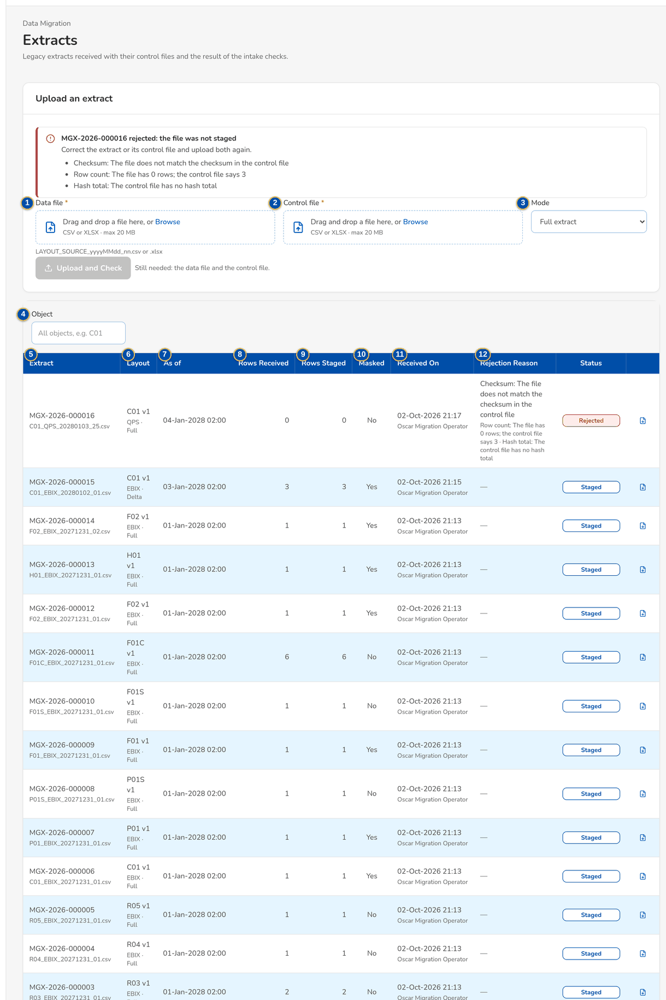 Data Migration
Extracts
Legacy extracts received with their control files and the result of the intake checks.
Upload an extract
MGX-2026-000016 rejected: the file was not staged
Correct the extract or its control file and upload both again.
• Checksum: The file does not match the checksum in the control file
• Row count: The file has 0 rows; the control file says 3
• Hash total: The control file has no hash total
1 Data file * 2 Control file * 3 Mode
Drag and drop a file here, or Browse Drag and drop a file here, or Browse Full extract
CSV or XLSX · max 20 MB CSV or XLSX · max 20 MB
LAYOUT_SOURCE_yyyyMMdd_nn.csv or .xlsx
Upload and Check Still needed: the data file and the control file.
4 Object
All objects, e.g. C01
5 6 7 8 9 10 11 12
Extract Layout As of Rows Received Rows Staged Masked Received On Rejection Reason Status
MGX-2026-000016
C01_QPS_20280103_25.csv
C01 v1
QPS ·
Full
04-Jan-2028 02:00 0 0 No
02-Oct-2026 21:17
Oscar Migration Operator
Checksum: The file
does not match the
checksum in the
control file
Row count: The file has
0 rows; the control file
says 3 · Hash total: The
control file has no hash
total
Rejected
MGX-2026-000015
C01_EBIX_20280102_01.csv
C01 v1
EBIX ·
Delta
03-Jan-2028 02:00 3 3 Yes
02-Oct-2026 21:15
Oscar Migration Operator
— Staged
MGX-2026-000014
F02_EBIX_20271231_02.csv
F02 v1
EBIX ·
Full
01-Jan-2028 02:00 1 1 Yes
02-Oct-2026 21:13
Oscar Migration Operator
— Staged
MGX-2026-000013
H01_EBIX_20271231_01.csv
H01
v1
EBIX ·
Full
01-Jan-2028 02:00 1 1 Yes
02-Oct-2026 21:13
Oscar Migration Operator
— Staged
MGX-2026-000012
F02_EBIX_20271231_01.csv
F02 v1
EBIX ·
Full
01-Jan-2028 02:00 1 1 Yes
02-Oct-2026 21:13
Oscar Migration Operator
— Staged
MGX-2026-000011
F01C_EBIX_20271231_01.csv
F01C
v1
EBIX ·
Full
01-Jan-2028 02:00 6 6 No
02-Oct-2026 21:13
Oscar Migration Operator
— Staged
MGX-2026-000010
F01S_EBIX_20271231_01.csv
F01S
v1
EBIX ·
Full
01-Jan-2028 02:00 1 1 No
02-Oct-2026 21:13
Oscar Migration Operator
— Staged
MGX-2026-000009
F01_EBIX_20271231_01.csv
F01 v1
EBIX ·
Full
01-Jan-2028 02:00 1 1 Yes
02-Oct-2026 21:13
Oscar Migration Operator
— Staged
MGX-2026-000008
P01S_EBIX_20271231_01.csv
P01S
v1
EBIX ·
Full
01-Jan-2028 02:00 1 1 No
02-Oct-2026 21:13
Oscar Migration Operator
— Staged
MGX-2026-000007
P01_EBIX_20271231_01.csv
P01 v1
EBIX ·
Full
01-Jan-2028 02:00 1 1 Yes
02-Oct-2026 21:13
Oscar Migration Operator
— Staged
MGX-2026-000006
C01_EBIX_20271231_01.csv
C01 v1
EBIX ·
Full
01-Jan-2028 02:00 1 1 Yes
02-Oct-2026 21:13
Oscar Migration Operator
— Staged
MGX-2026-000005
R05_EBIX_20271231_01.csv
R05 v1
EBIX ·
Full
01-Jan-2028 02:00 1 1 No
02-Oct-2026 21:13
Oscar Migration Operator
— Staged
MGX-2026-000004
R04_EBIX_20271231_01.csv
R04 v1
EBIX ·
Full
01-Jan-2028 02:00 1 1 No
02-Oct-2026 21:13
Oscar Migration Operator
— Staged
MGX-2026-000003
R03_EBIX_20271231_01.csv
R03 v1
EBIX ·
01-Jan-2028 02:00 2 2 No
02-Oct-2026 21:13
Oscar Migration Operator
— Staged